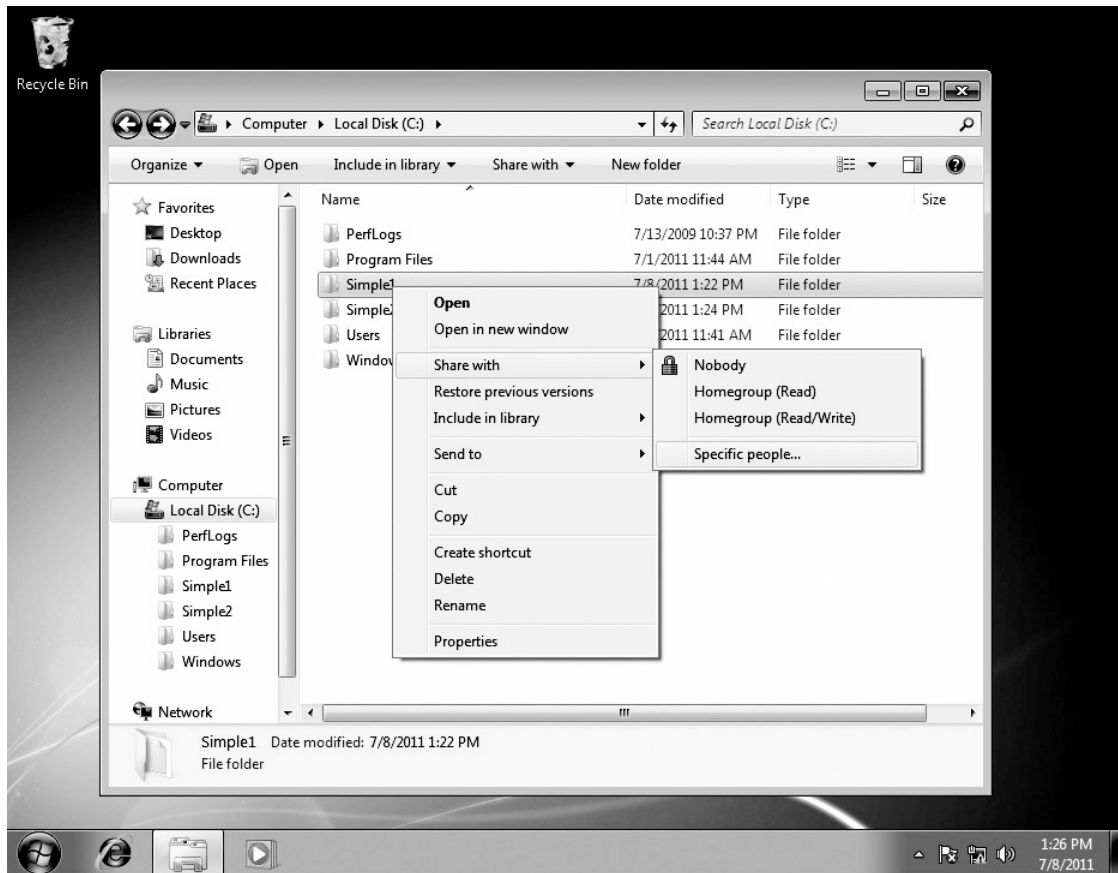 Recycle Bin
Computer ▸ Local Disk (C:) ▸
Search Local Disk (C:)
Organize Open Include in library Share with New folder
Name Date modified Type Size
Favorites
Desktop
Downloads
Recent Places
Libraries
Documents
Music
Pictures
Videos
Computer
Local Disk (C:)
PerfLogs
Program Files
Simple1
Simple2
Users
Windows
Network
PerfLogs 7/13/2009 10:37 PM File folder
Program Files 7/1/2011 11:44 AM File folder
Simple1 7/8/2011 1:22 PM File folder
2011 1:24 PM File folder
Users 2011 11:41 AM File folder
Open
Open in new window
Share with
Restore previous versions
Include in library
Send to
Cut
Copy
Create shortcut
Delete
Rename
Properties
Nobody
Homegroup (Read)
Homegroup (Read/Write)
Specific people...
Simple1 Date modified: 7/8/2011 1:22 PM
File folder
1:26 PM
7/8/2011